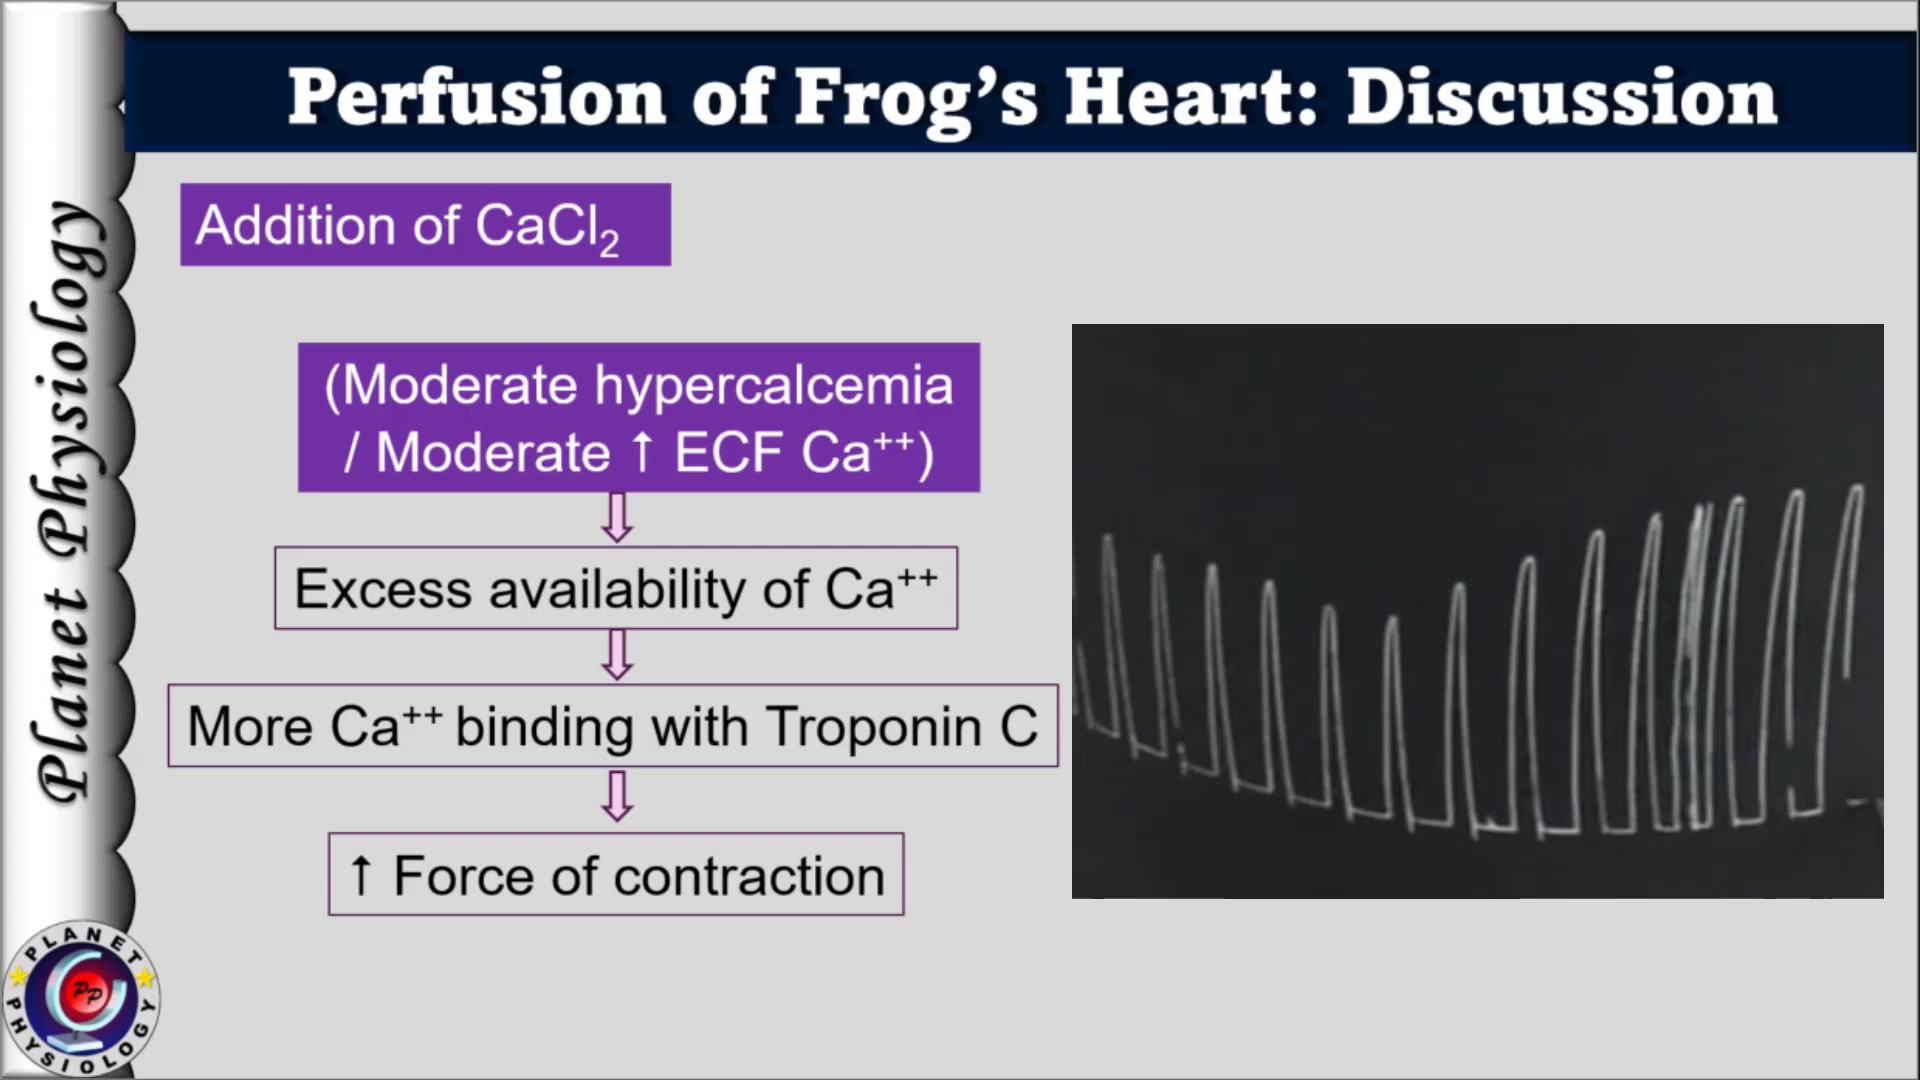 Perfusion of Frog’s Heart: Discussion
Planet Physiology
Addition of CaCl₂
(Moderate hypercalcemia
/ Moderate ↑ ECF Ca⁺⁺)
Excess availability of Ca⁺⁺
More Ca⁺⁺ binding with Troponin C
↑ Force of contraction
PLANET
PP
PHYSIOLOGY